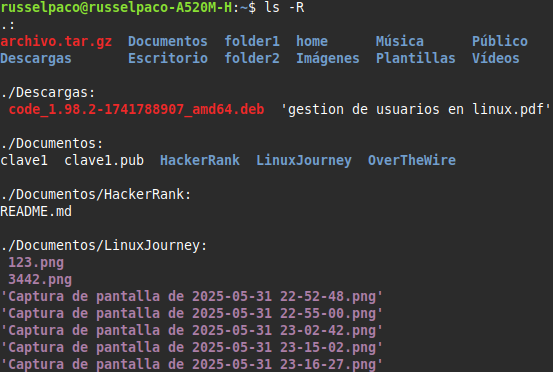 russelpaco@russelpaco-A520M-H:~$ ls -R
.:
archivo.tar.gz  Documentos  folder1  home      Música      Público
Descargas       Escritorio  folder2  Imágenes  Plantillas  Vídeos
./Descargas:
 code_1.98.2-1741788907_amd64.deb  'gestion de usuarios en linux.pdf'
./Documentos:
clave1  clave1.pub  HackerRank  LinuxJourney  OverTheWire
./Documentos/HackerRank:
README.md
./Documentos/LinuxJourney:
 123.png
 3442.png
'Captura de pantalla de 2025-05-31 22-52-48.png'
'Captura de pantalla de 2025-05-31 22-55-00.png'
'Captura de pantalla de 2025-05-31 23-02-42.png'
'Captura de pantalla de 2025-05-31 23-15-02.png'
'Captura de pantalla de 2025-05-31 23-16-27.png'